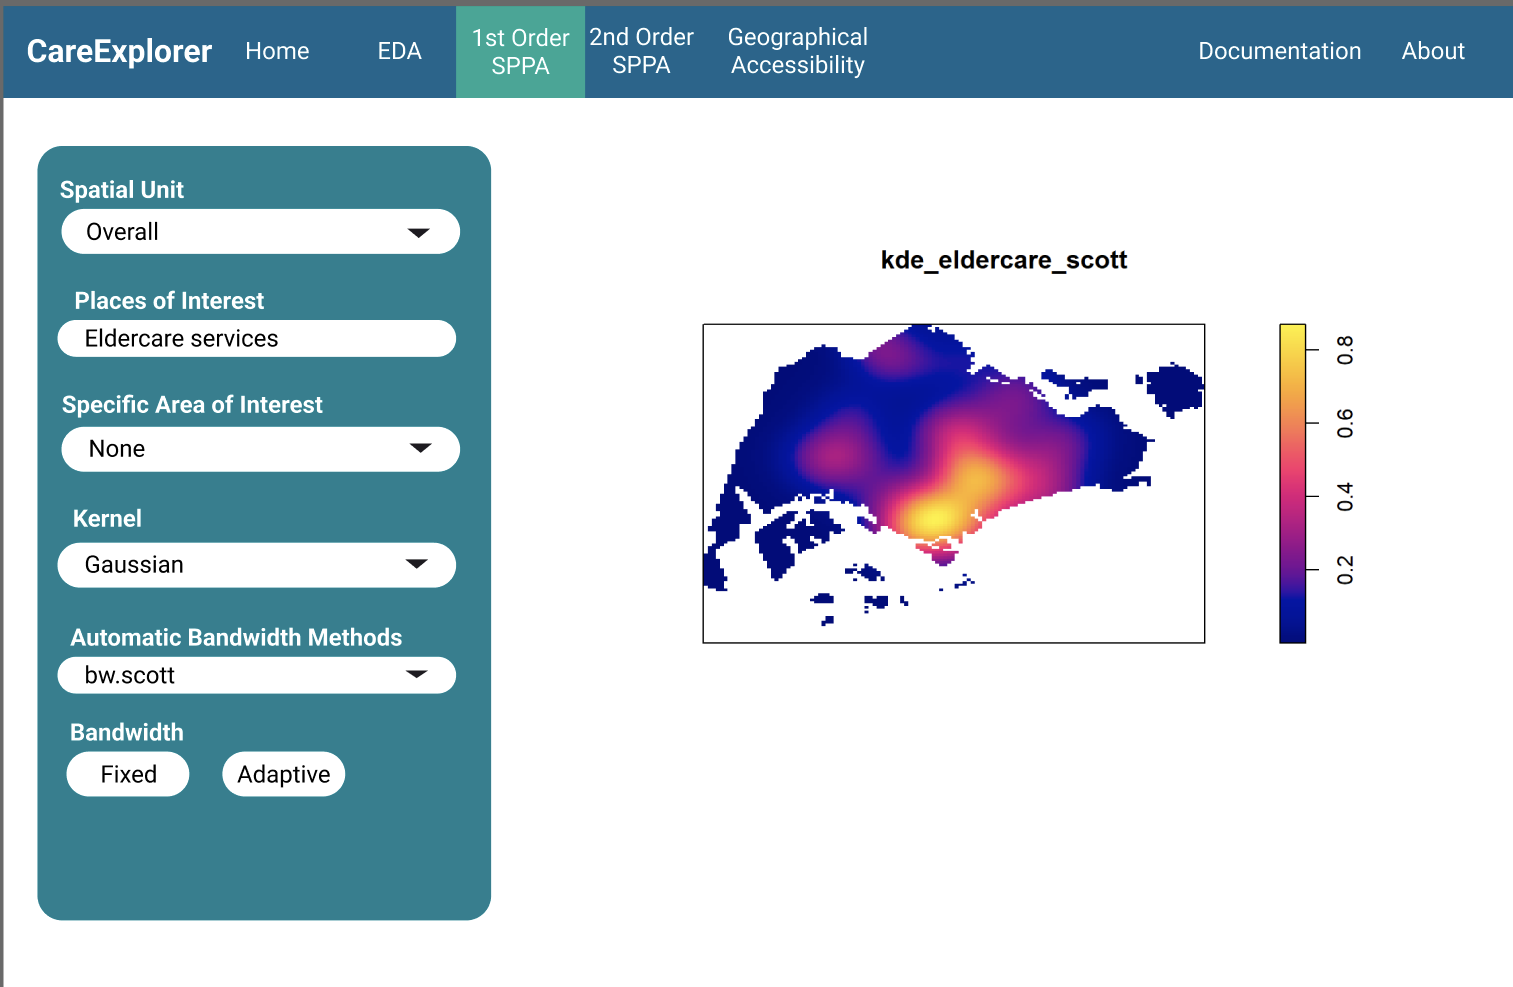 CareExplorer
Home
EDA
1st Order
SPPA
2nd Order
SPPA
Geographical
Accessibility
Documentation
About
Spatial Unit
Overall
Places of Interest
Eldercare services
Specific Area of Interest
None
Kernel
Gaussian
Automatic Bandwidth Methods
bw.scott
Bandwidth
Fixed
Adaptive
kde_eldercare_scott
0.8
0.6
0.4
0.2